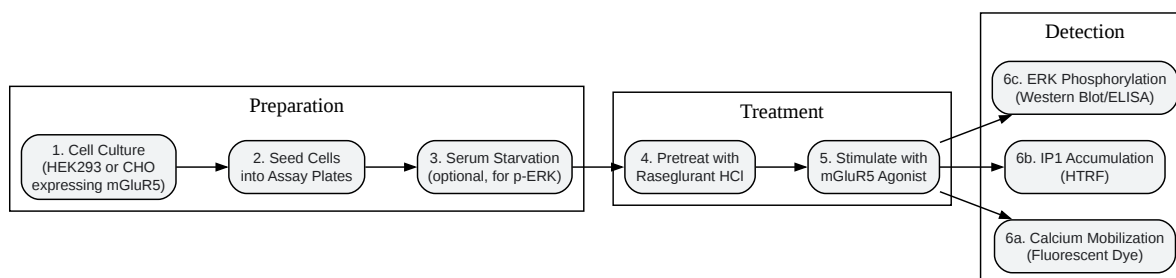 Preparation
1. Cell Culture
(HEK293 or CHO
expressing mGluR5)
2. Seed Cells
into Assay Plates
3. Serum Starvation
(optional, for p-ERK)
Treatment
4. Pretreat with
Raseglurant HCl
5. Stimulate with
mGluR5 Agonist
Detection
6c. ERK Phosphorylation
(Western Blot/ELISA)
6b. IP1 Accumulation
(HTRF)
6a. Calcium Mobilization
(Fluorescent Dye)